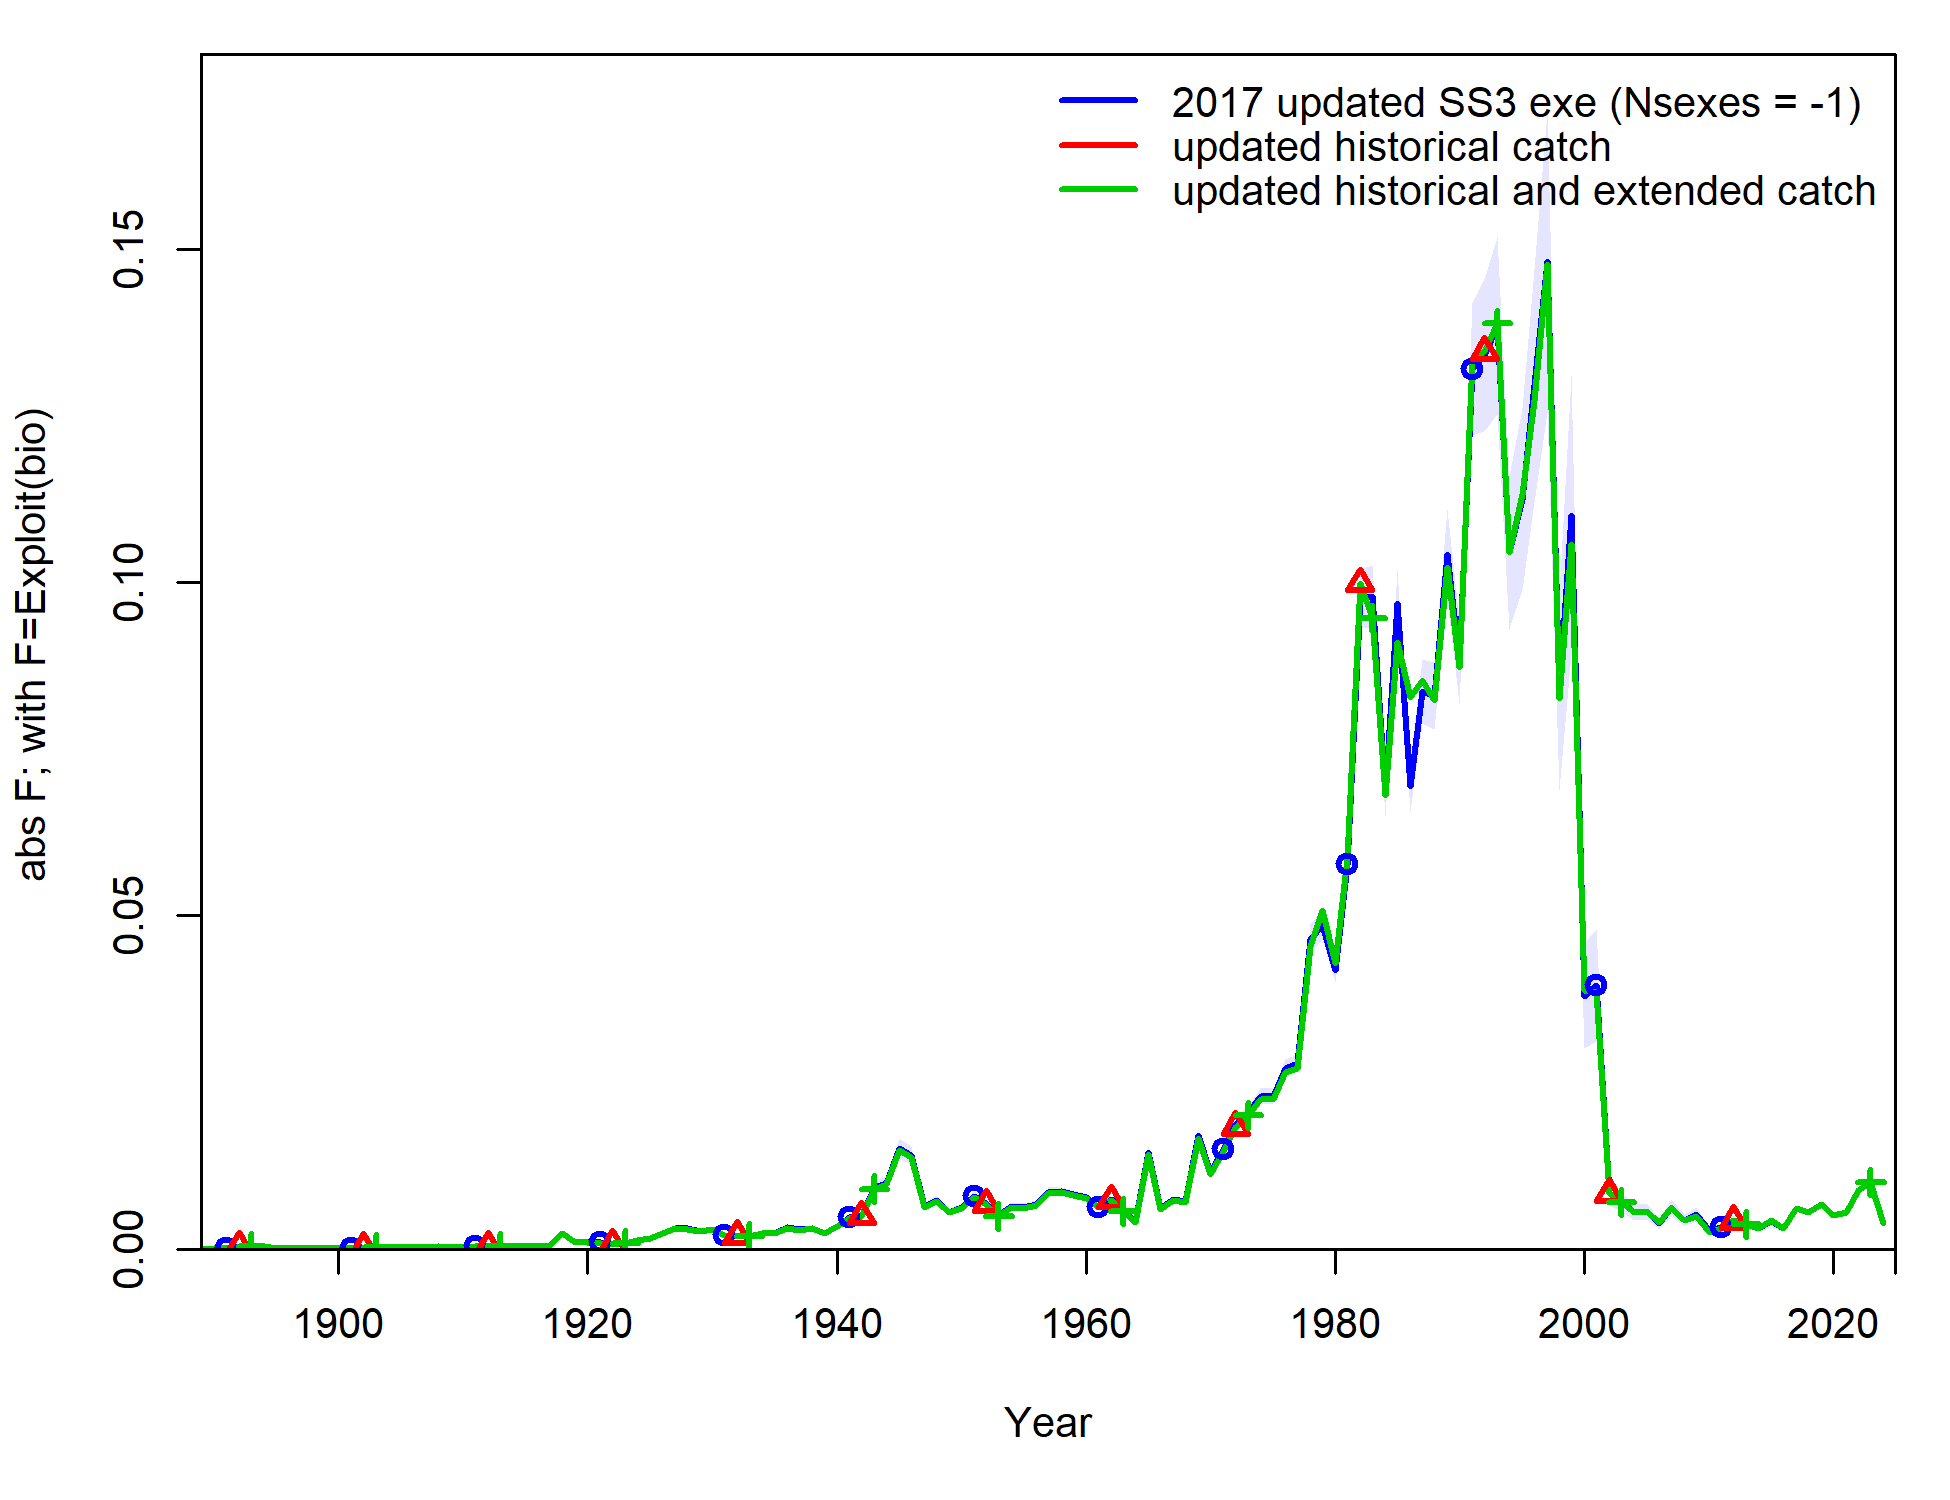 2017 updated SS3 exe (Nsexes = -1)
updated historical catch
updated historical and extended catch
abs F; with F=Exploit(bio)
0.15
0.10
0.05
0.00
1900 1920 1940 1960 1980 2000 2020
Year